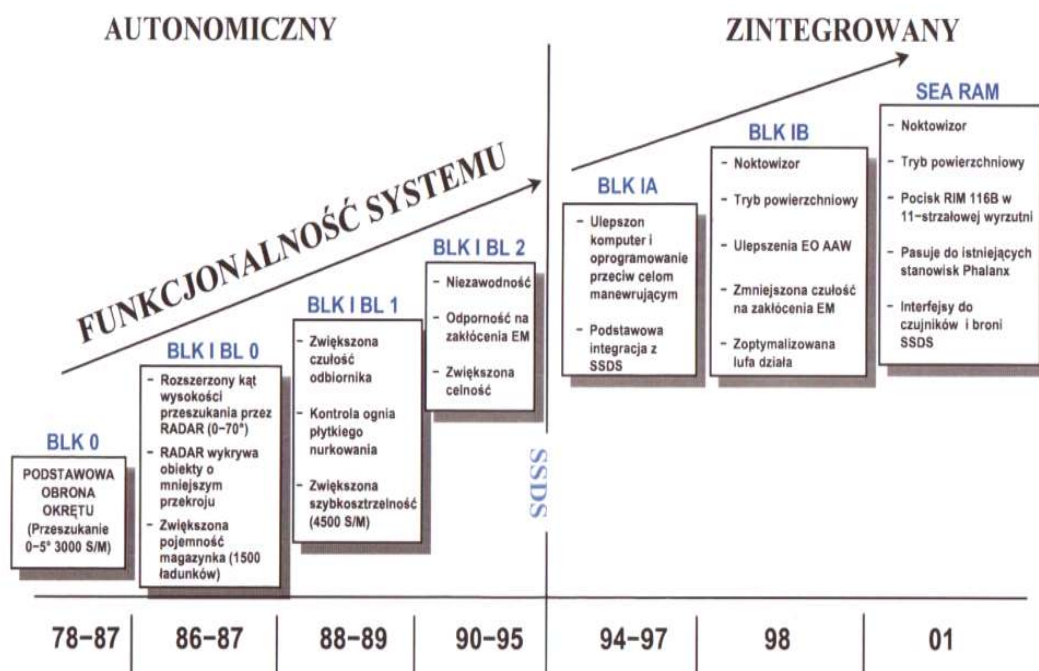 AUTONOMICZNY
ZINTEGROWANY
FUNKCJONALNOŚĆ SYSTEMU
BLK 0
PODSTAWOWA
OBRONA
OKRĘTU
(Przeszukanie
0–5° 3000 S/M)
BLK I BL 0
– Rozszerzony kąt
wysokości
przeszukania przez
RADAR (0–70°)
– RADAR wykrywa
obiekty o
mniejszym
przekroju
– Zwiększona
pojemność
magazynka (1500
ładunków)
BLK I BL 1
– Zwiększona
czułość
odbiornika
– Kontrola ognia
płytkiego
nurkowania
– Zwiększona
szybkosztrzelność
(4500 S/M)
BLK I BL 2
– Niezawodność
– Odporność na
zakłócenia EM
– Zwiększona
celność
SSDS
BLK IA
– Ulepszon
komputer i
oprogramowanie
przeciw celom
manewrującym
– Podstawowa
integracja z
SSDS
BLK IB
– Noktowizor
– Tryb powierzchniowy
– Ulepszenia EO AAW
– Zmniejszona czułość
na zakłócenia EM
– Zoptymalizowana
lufa działa
SEA RAM
– Noktowizor
– Tryb powierzchniowy
– Pocisk RIM 116B w
11–strzałowej wyrzutni
– Pasuje do istniejących
stanowisk Phalanx
– Interfejsy do
czujników i broni
SSDS
78–87
86–87
88–89
90–95
94–97
98
01